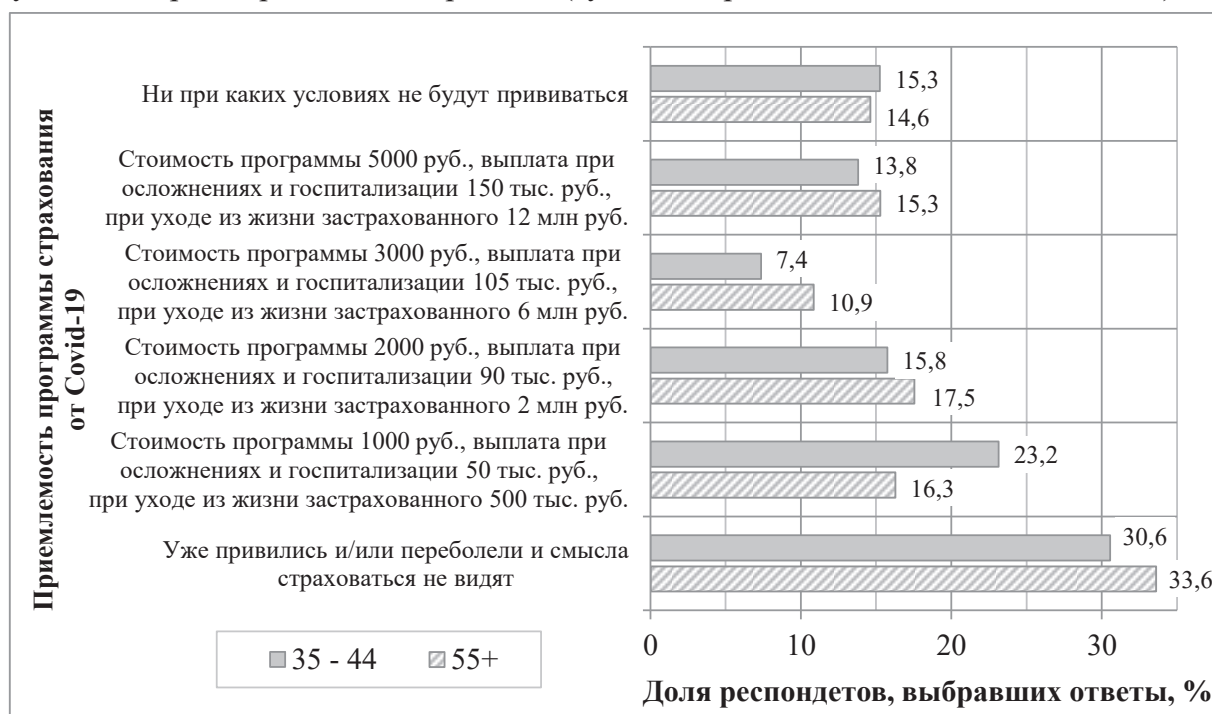 Приемлемость программы страхования
от Covid-19
Ни при каких условиях не будут прививаться
15,3
14,6
Стоимость программы 5000 руб., выплата при
осложнениях и госпитализации 150 тыс. руб.,
при уходе из жизни застрахованного 12 млн руб.
13,8
15,3
Стоимость программы 3000 руб., выплата при
осложнениях и госпитализации 105 тыс. руб.,
при уходе из жизни застрахованного 6 млн руб.
7,4
10,9
Стоимость программы 2000 руб., выплата при
осложнениях и госпитализации 90 тыс. руб.,
при уходе из жизни застрахованного 2 млн руб.
15,8
17,5
Стоимость программы 1000 руб., выплата при
осложнениях и госпитализации 50 тыс. руб.,
при уходе из жизни застрахованного 500 тыс. руб.
23,2
16,3
Уже привились и/или переболели и смысла
страховаться не видят
30,6
33,6
0 10 20 30
35 - 44 55+
Доля респондетов, выбравших ответы, %